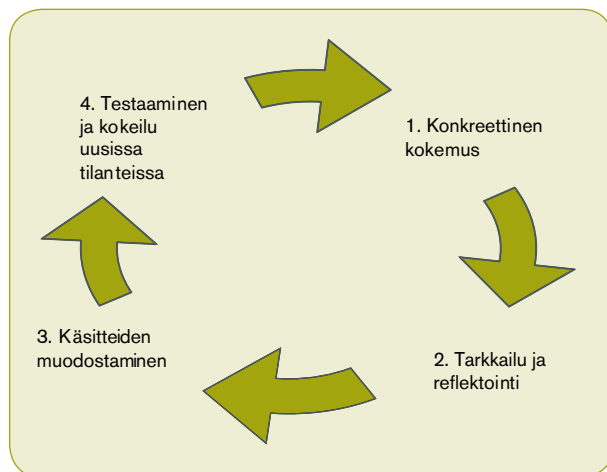 4. Testaaminen
ja kokeilu
uusissa
tilanteissa
1. Konkreettinen
kokemus
2. Tarkkailu ja
reflektointi
3. Käsitteiden
muodostaminen